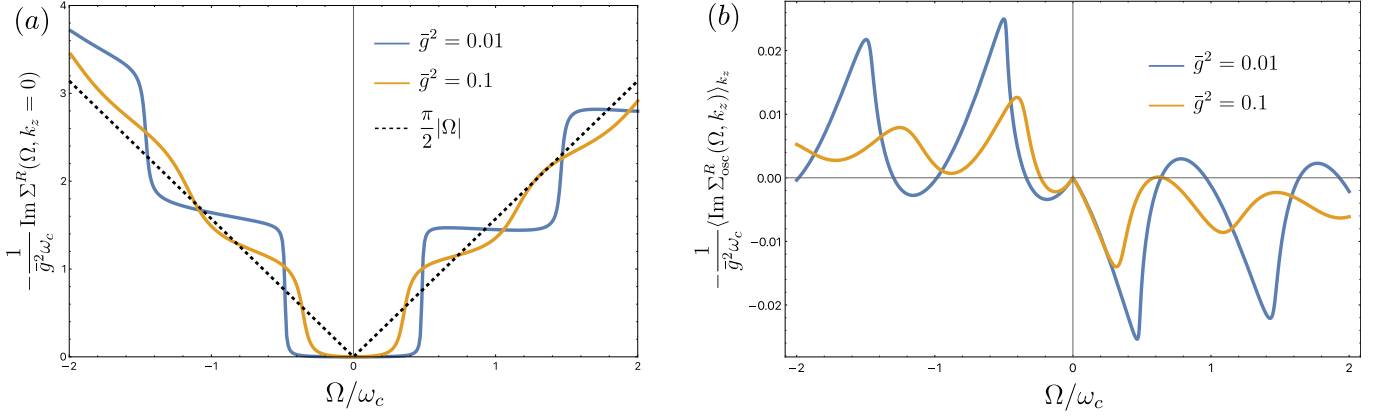 (a)
−1/(ḡ²ω_c) Im Σ^R(Ω, k_z = 0)
4
3
2
1
0
ḡ² = 0.01
ḡ² = 0.1
π/2 |Ω|
−2
−1
0
1
2
Ω/ω_c
(b)
−1/(ḡ²ω_c) ⟨Im Σ^R_osc(Ω, k_z)⟩_{k_z}
0.02
0.01
0.00
-0.01
-0.02
ḡ² = 0.01
ḡ² = 0.1
-2
-1
0
1
2
Ω/ω_c